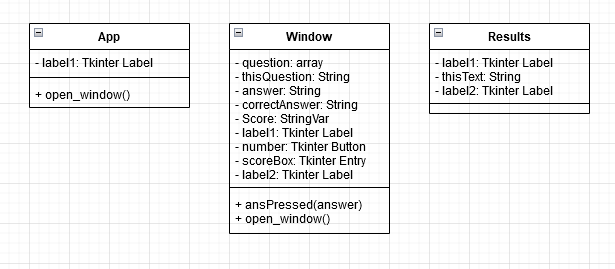 App
- label1: Tkinter Label
+ open_window()
Window
- question: array
- thisQuestion: String
- answer: String
- correctAnswer: String
- Score: StringVar
- label1: Tkinter Label
- number: Tkinter Button
- scoreBox: Tkinter Entry
- label2: Tkinter Label
+ ansPressed(answer)
+ open_window()
Results
- label1: Tkinter Label
- thisText: String
- label2: Tkinter Label